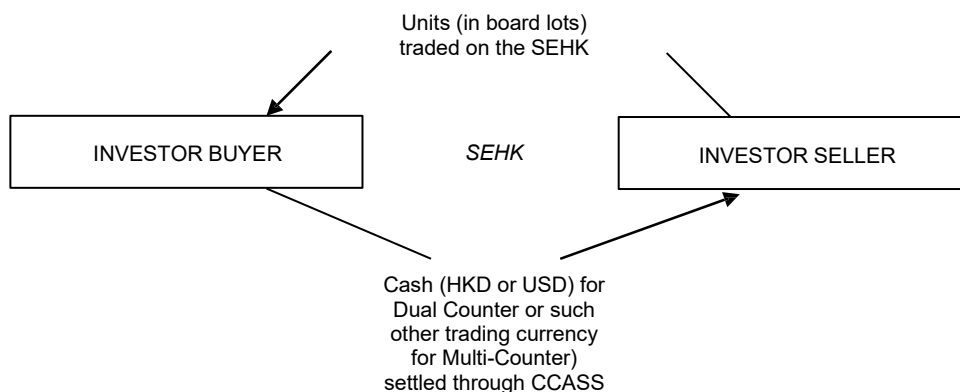 Units (in board lots)
traded on the SEHK
INVESTOR BUYER
SEHK
INVESTOR SELLER
Cash (HKD or USD) for
Dual Counter or such
other trading currency
for Multi-Counter)
settled through CCASS